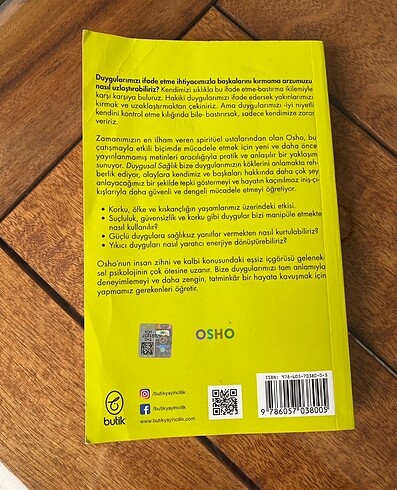 Duygularımızı ifade etme ihtiyacımızla başkalarını kırmama arzumuzu
nasıl uzlaştırabiliriz? Kendimizi sıklıkla bu ifade etme-bastırma ikilemiyle
karşı karşıya buluruz. Hakiki duygularımızı ifade edersek yakınlarımızı
kırmak ve uzaklaştırmaktan çekiniriz. Ama duygularımızı -iyi niyetli
kendini kontrol etme kılığında bile- bastırsak, sadece kendimize zarar
veririz.
Zamanımızın en ilham veren spiritüel ustalarından olan Osho, bu
çalışmayla etkili biçimde mücadele etmek için yeni ve daha önce
yayınlanmamış metinleri aracılığıyla pratik ve anlaşılır bir yaklaşım
sunuyor. Duygusal Sağlık bize duygularımızın köklerini anlamakta reh-
berlik ediyor, olaylara kendimiz ve başkaları hakkında daha çok şey
anlayacağımız bir şekilde tepki göstermeyi ve hayatın kaçınılmaz iniş-çı-
kışlarıyla daha güvenli ve dengeli mücadele etmeyi öğretiyor.
• Korku, öfke ve kıskançlığın yaşamlarımız üzerindeki etkisi.
• Suçluluk, güvensizlik ve korku gibi duygular bizi manipüle etmekte
nasıl kullanılır?
• Güçlü duygulara sağlıksız yanıtlar vermekten nasıl kurtulabiliriz?
• Yıkıcı duyguları nasıl yaratıcı enerjiye dönüştürebiliriz?
Osho'nun insan zihni ve kalbi konusundaki eşsiz içgörüsü gelenek-
sel psikolojinin çok ötesine uzanır. Bize duygularımızı tam anlamıyla
deneyimlemeyi ve daha zengin, tatminkâr bir hayata kavuşmak için
yapmamız gerekenleri öğretir.
OSHO
butik
/butikyayincilik
/butikyayincilik
www.butikyayincilik.com
ISBN: 978-605-70380-0-5
9 786057 038005